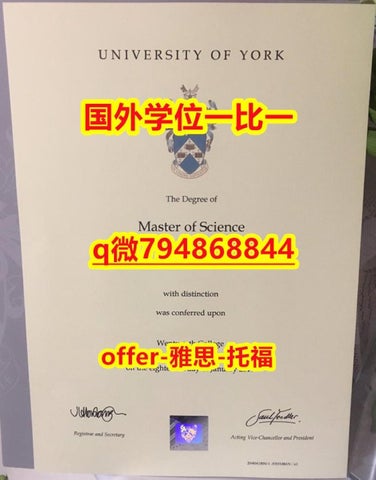 UNIVERSITY OF YORK
国外学位一比一
The Degree of
Master of Science
q微794868844
with distinction
was conferred upon
offer-雅思-托福
Registrar and Secretary
Acting Vice-Chancellor and President